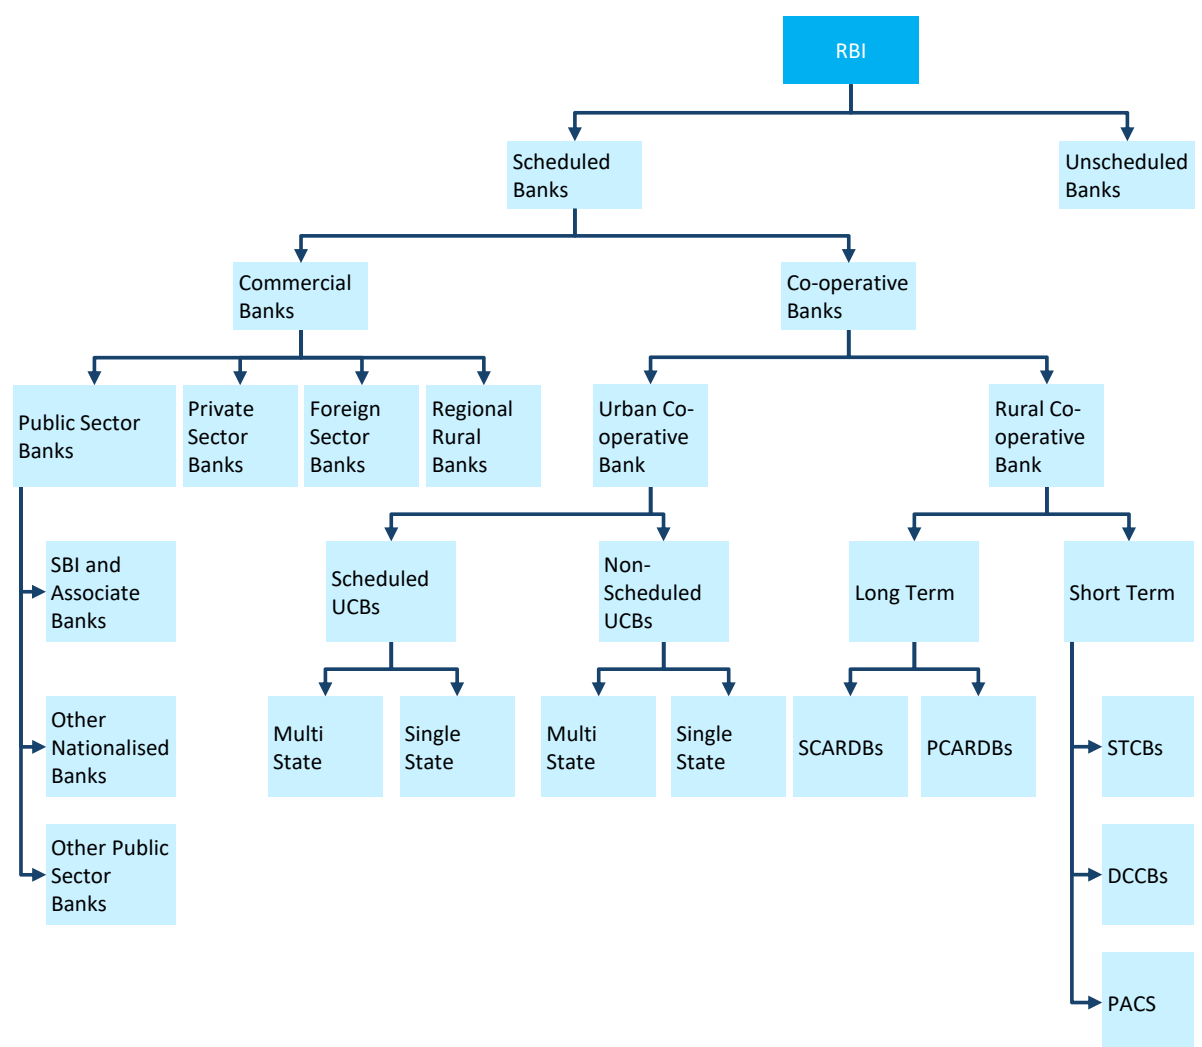 RBI
Scheduled
Banks
Unscheduled
Banks
Commercial
Banks
Co-operative
Banks
Public Sector
Banks
Private
Sector
Banks
Foreign
Sector
Banks
Regional
Rural
Banks
Urban Co-
operative
Bank
Rural Co-
operative
Bank
SBI and
Associate
Banks
Scheduled
UCBs
Non-
Scheduled
UCBs
Long Term
Short Term
Other
Nationalised
Banks
Multi
State
Single
State
Multi
State
Single
State
SCARDBs
PCARDBs
STCBs
Other Public
Sector
Banks
DCCBs
PACS